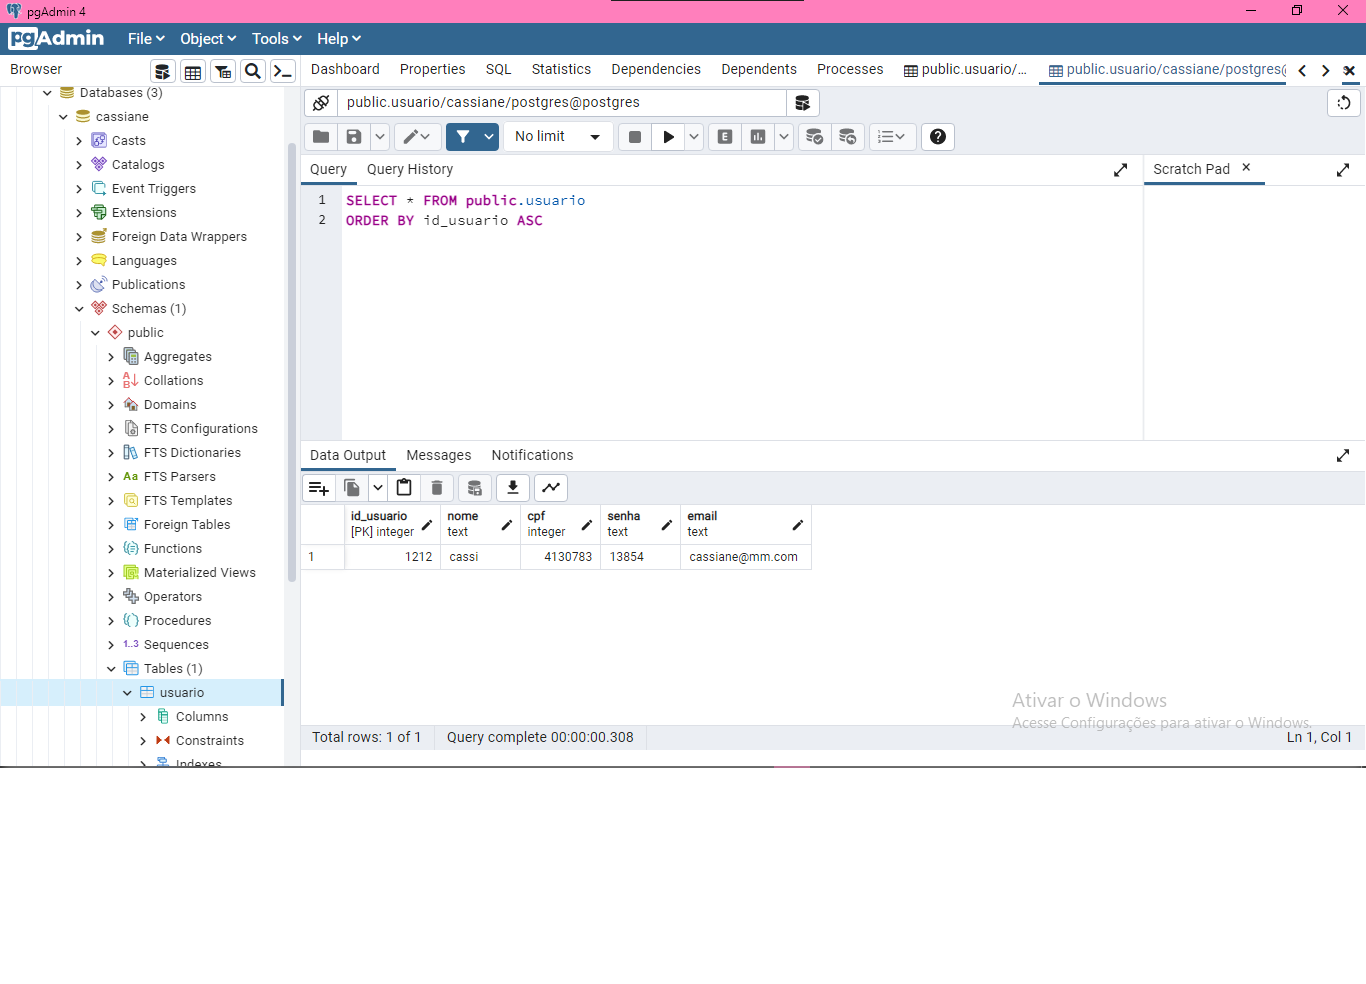 pgAdmin 4
pgAdmin File Object Tools Help
Browser
Dashboard Properties SQL Statistics Dependencies Dependents Processes public.usuario/... public.usuario/cassiane/postgres@
public.usuario/cassiane/postgres@postgres
No limit
E
Query Query History
Scratch Pad
1 SELECT * FROM public.usuario
2 ORDER BY id_usuario ASC
Databases (3)
cassiane
Casts
Catalogs
Event Triggers
Extensions
Foreign Data Wrappers
Languages
Publications
Schemas (1)
public
Aggregates
Collations
Domains
FTS Configurations
FTS Dictionaries
Aa FTS Parsers
FTS Templates
Foreign Tables
Functions
Materialized Views
Operators
Procedures
1..3 Sequences
Tables (1)
usuario
Columns
Constraints
Indexes
Data Output Messages Notifications
id_usuario nome cpf senha email
[PK] integer text integer text text
1 1212 cassi 4130783 13854 cassiane@mm.com
Ativar o Windows
Acesse Configurações para ativar o Windows.
Total rows: 1 of 1 Query complete 00:00:00.308 Ln 1, Col 1